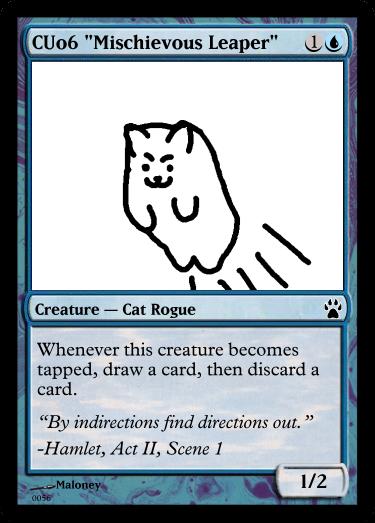 CU06 "Mischievous Leaper" 1
Creature — Cat Rogue
Whenever this creature becomes
tapped, draw a card, then discard a
card.
“By indirections find directions out.”
-Hamlet, Act II, Scene 1
1/2
Maloney
0056